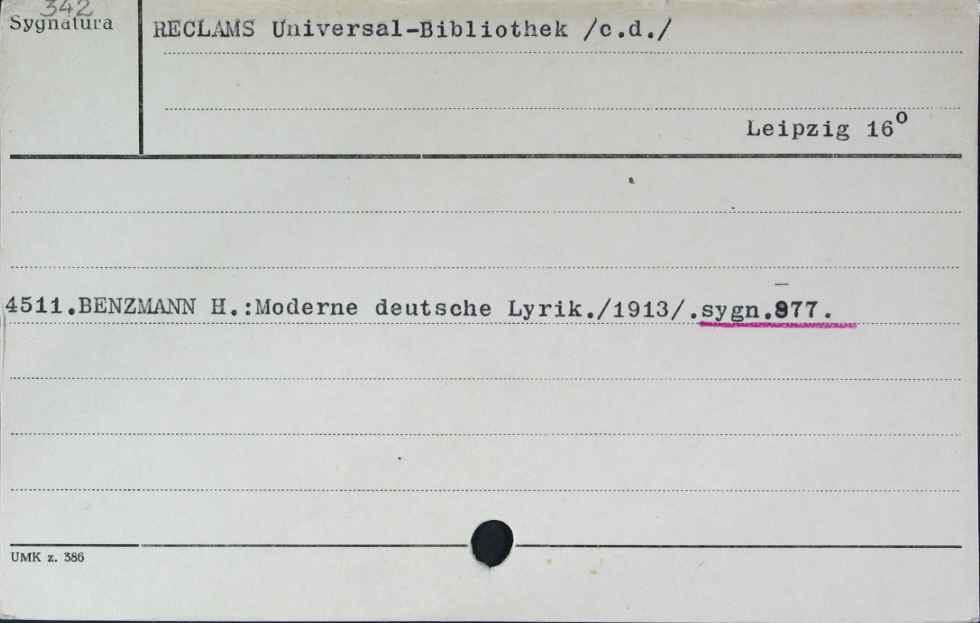 342
Sygnatura
RECLAMS Universal-Bibliothek /c.d./
Leipzig 16⁰
4511.BENZMANN H.:Moderne deutsche Lyrik./1913/.sygn.977.
UMK z. 386